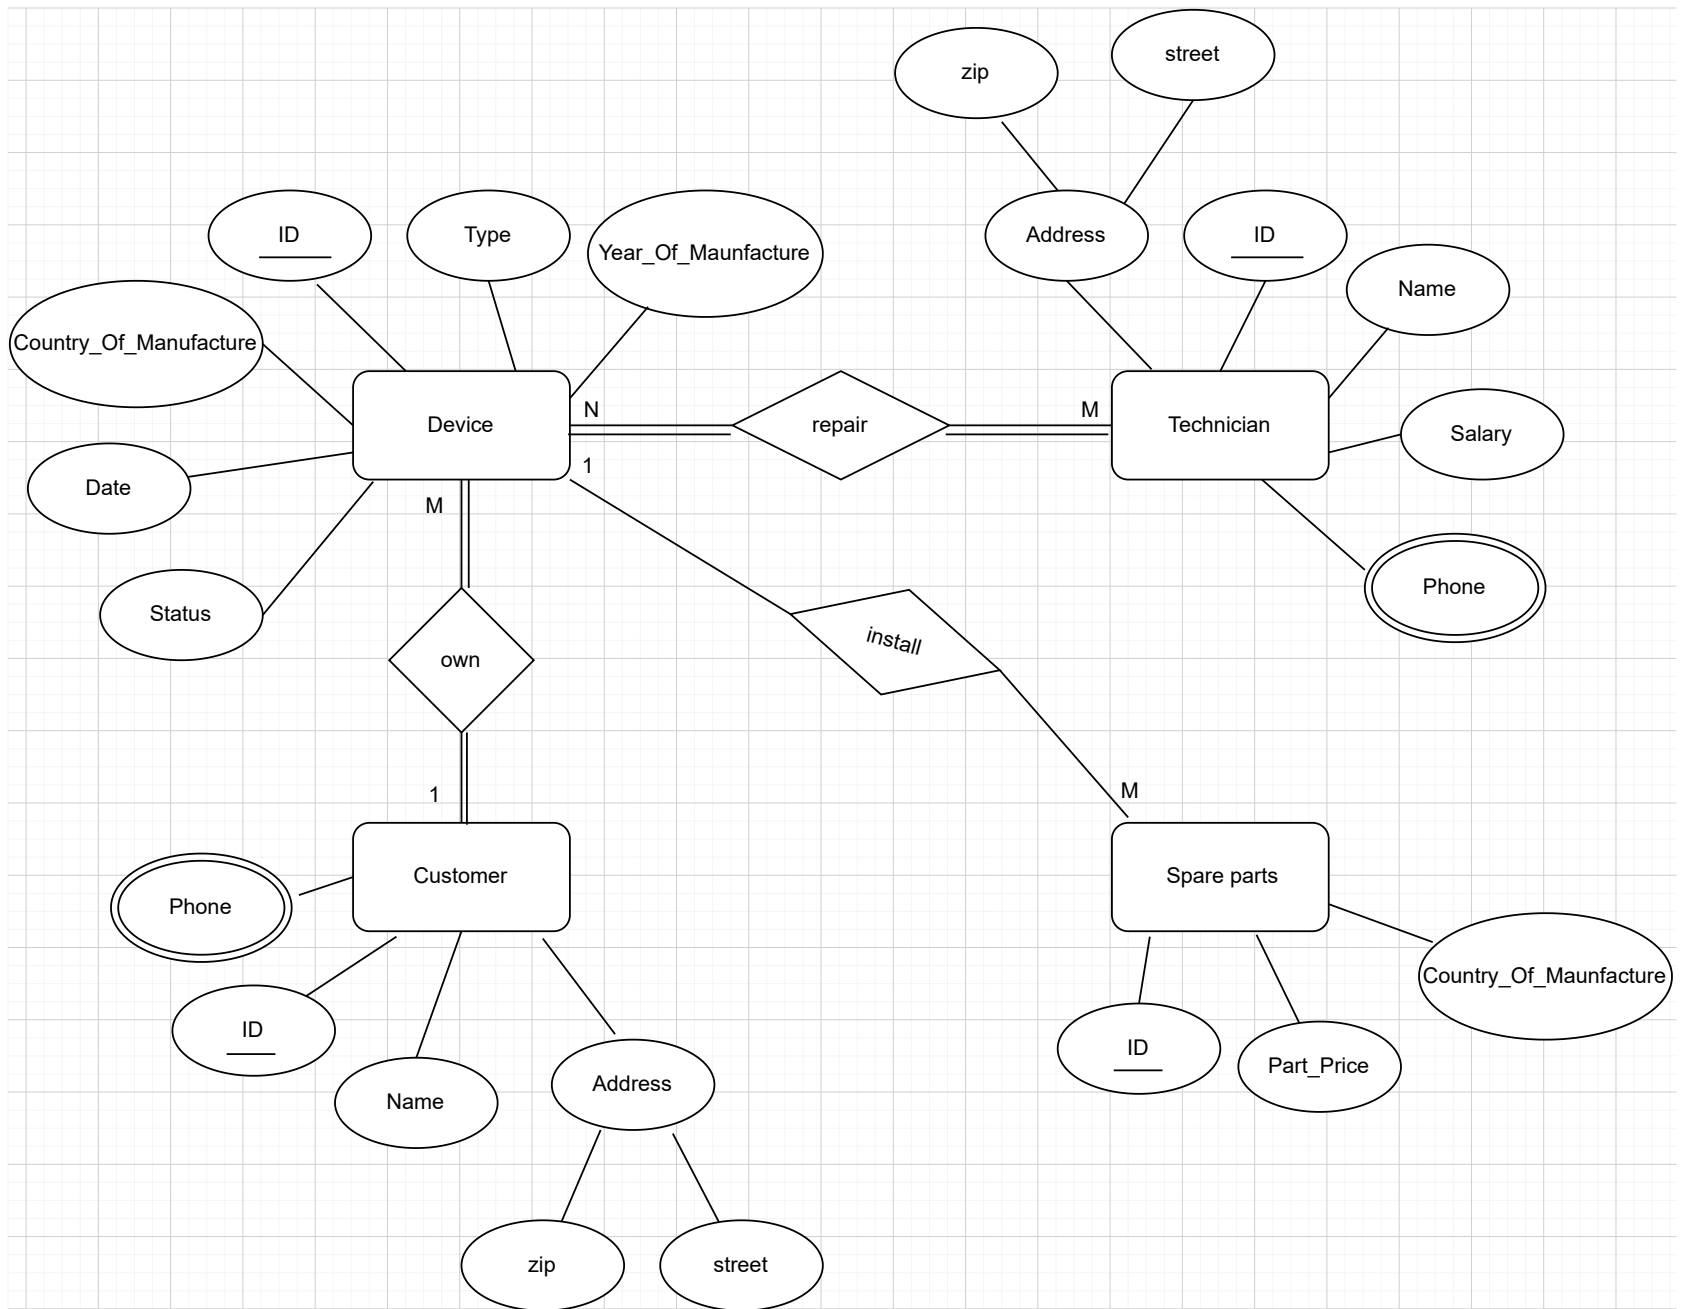 street
zip
ID
Type
Year_Of_Maunfacture
Address
ID
Name
Country_Of_Manufacture
N
M
Device
repair
Technician
Salary
1
Date
M
Phone
Status
install
own
M
1
Customer
Spare parts
Phone
Country_Of_Maunfacture
ID
ID
Part_Price
Address
Name
zip
street